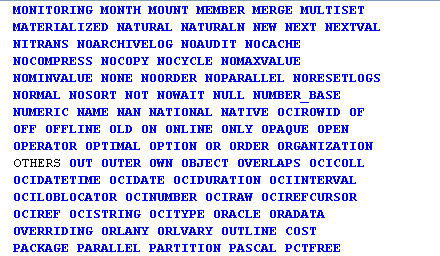 MONITORING MONTH MOUNT MEMBER MERGE MULTISET
MATERIALIZED NATURAL NATURALN NEW NEXT NEXTVAL
NITRANS NOARCHIVELOG NOAUDIT NOCACHE
NOCOMPRESS NOCOPY NOCYCLE NOMAXVALUE
NOMINVALUE NONE NOORDER NOPARALLEL NORESETLOGS
NORMAL NOSORT NOT NOWAIT NULL NUMBER_BASE
NUMERIC NAME NAN NATIONAL NATIVE OCIROWID OF
OFF OFFLINE OLD ON ONLINE ONLY OPAQUE OPEN
OPERATOR OPTIMAL OPTION OR ORDER ORGANIZATION
OTHERS OUT OUTER OWN OBJECT OVERLAPS OCICOLL
OCIDATETIME OCIDATE OCIDURATION OCIINTERVAL
OCILOBLOCATOR OCINUMBER OCIRAW OCIREFCURSOR
OCIREF OCISTRING OCITYPE ORACLE ORADATA
OVERRIDING ORLANY ORLVARY OUTLINE COST
PACKAGE PARALLEL PARTITION PASCAL PCTFREE